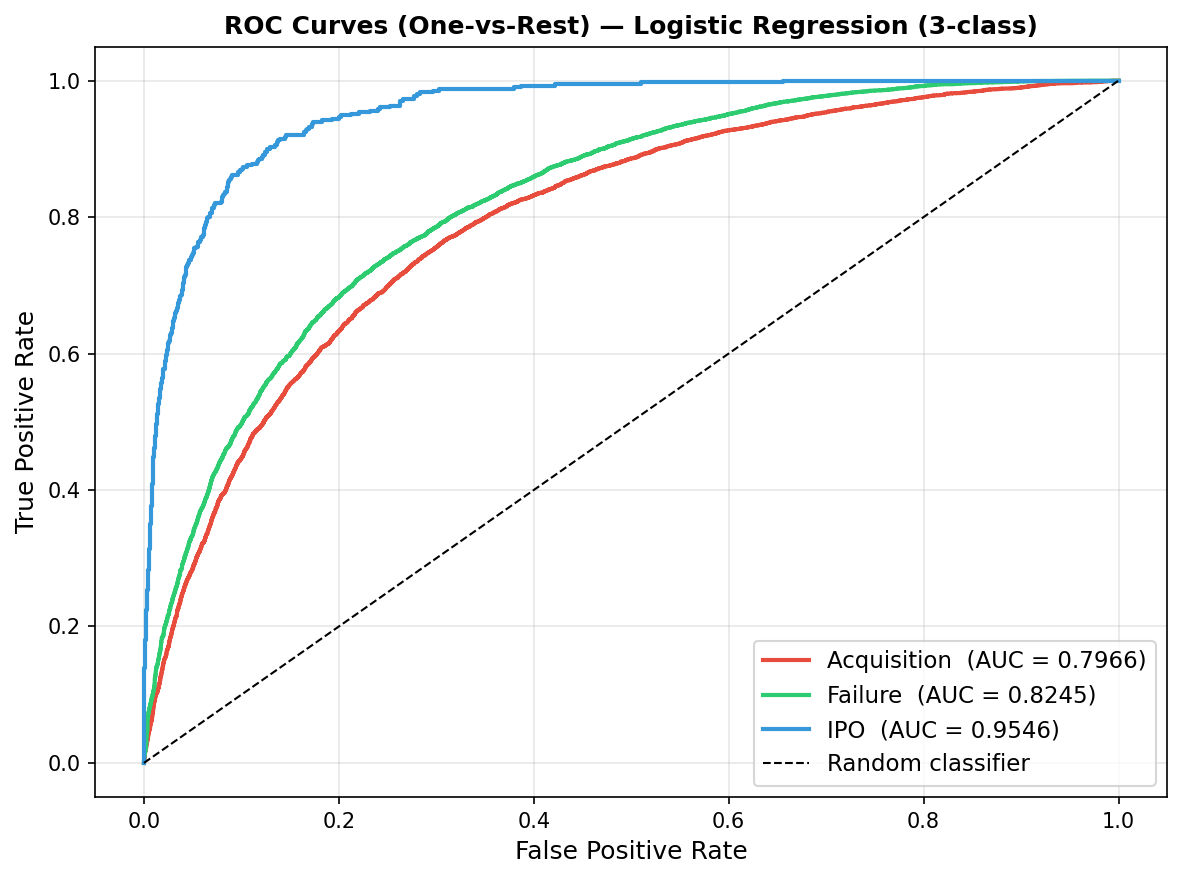 ROC Curves (One-vs-Rest) — Logistic Regression (3-class)
True Positive Rate
1.0
0.8
0.6
0.4
0.2
0.0
0.0 0.2 0.4 0.6 0.8 1.0
False Positive Rate
Acquisition (AUC = 0.7966)
Failure (AUC = 0.8245)
IPO (AUC = 0.9546)
Random classifier